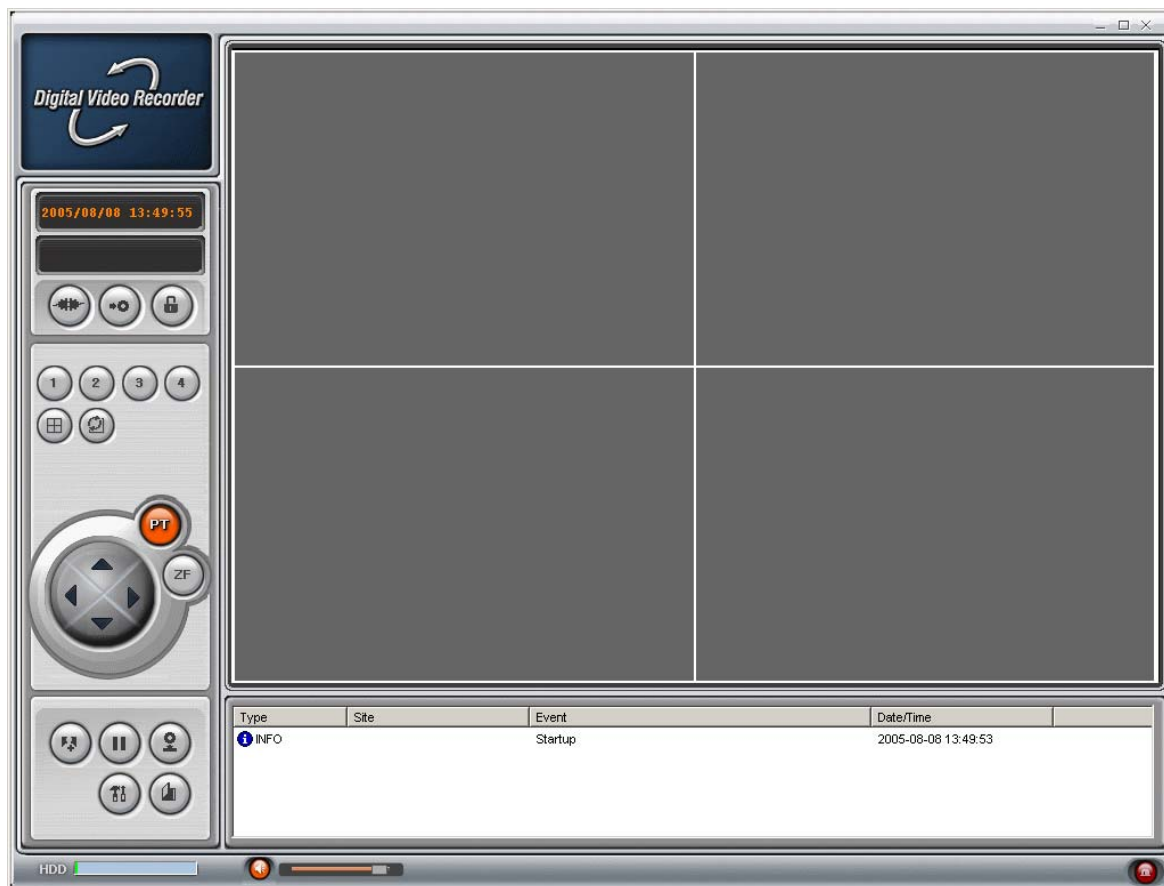 Digital Video Recorder
2005/08/08 13:49:55
1 2 3 4
PT
ZF
Type Site Event Date/Time
INFO Startup 2005-08-08 13:49:53
HDD